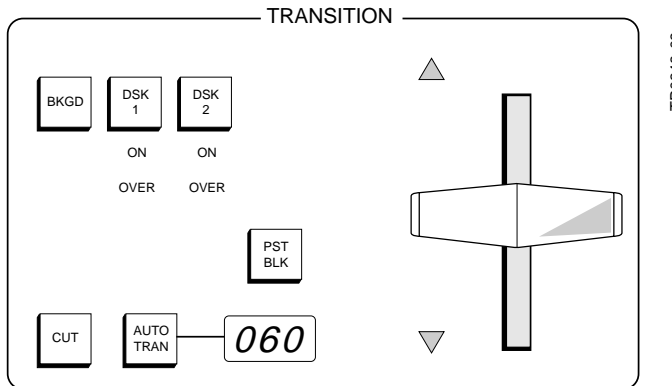 TRANSITION
BKGD
DSK
1
DSK
2
ON
ON
OVER
OVER
PST
BLK
CUT
AUTO
TRAN
060